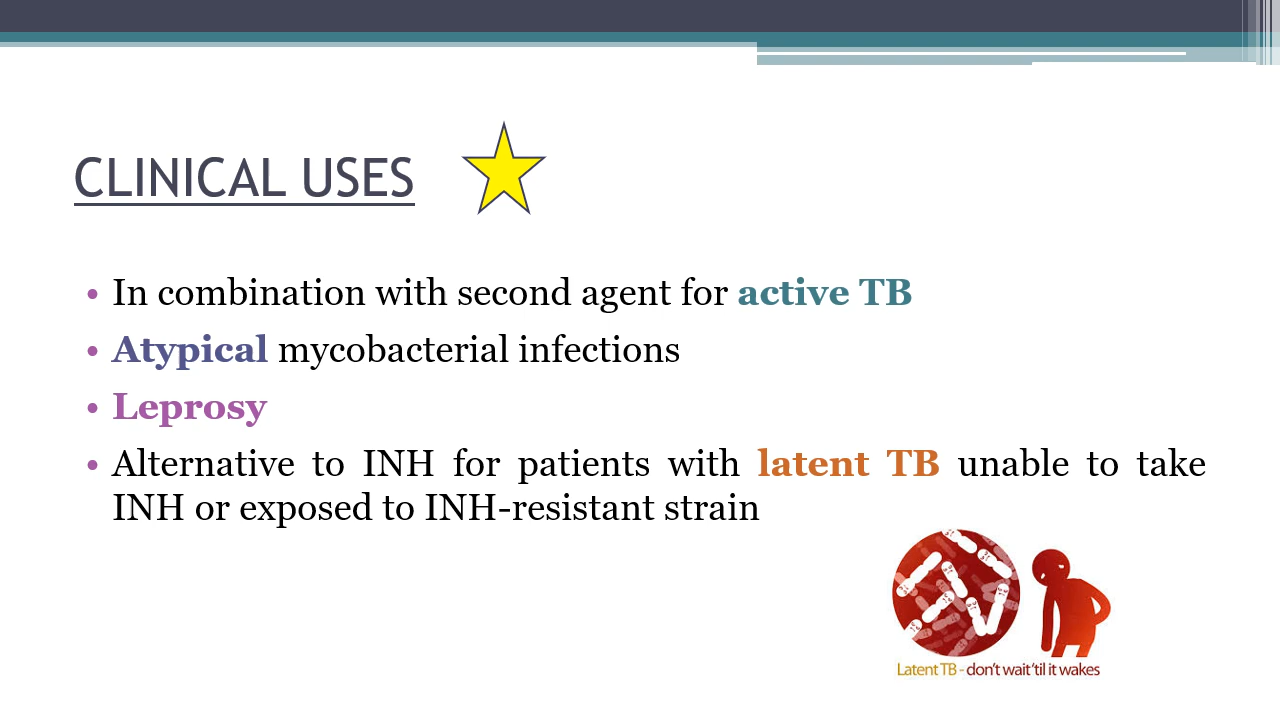 CLINICAL USES
• In combination with second agent for active TB
• Atypical mycobacterial infections
• Leprosy
• Alternative to INH for patients with latent TB unable to take
INH or exposed to INH-resistant strain
Latent TB - don't wait 'til it wakes